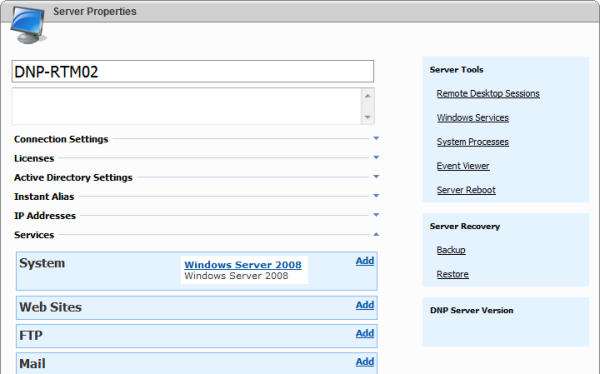 Server Properties
DNP-RTM02
Connection Settings
Licenses
Active Directory Settings
Instant Alias
IP Addresses
Services
System
Windows Server 2008
Windows Server 2008
Add
Web Sites
Add
FTP
Add
Mail
Add
Server Tools
Remote Desktop Sessions
Windows Services
System Processes
Event Viewer
Server Reboot
Server Recovery
Backup
Restore
DNP Server Version